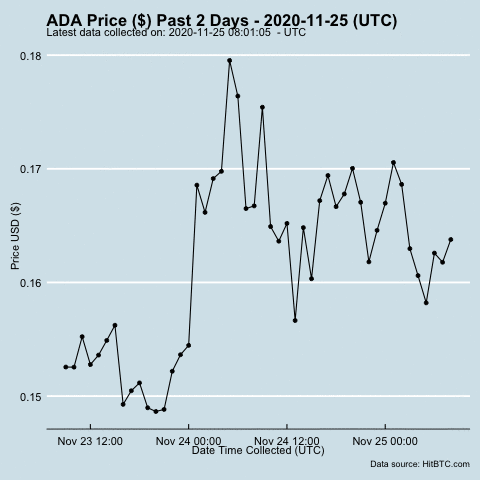 ADA Price ($) Past 2 Days - 2020-11-25 (UTC)
Latest data collected on: 2020-11-25 08:01:05 - UTC
0.18
0.17
0.16
0.15
Price USD ($)
Nov 23 12:00 Nov 24 00:00 Nov 24 12:00 Nov 25 00:00
Date Time Collected (UTC)
Data source: HitBTC.com